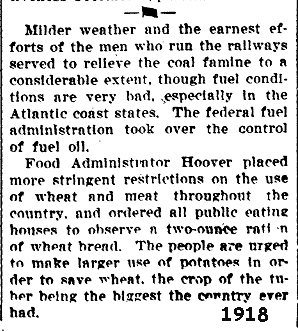 Milder weather and the earnest ef-
forts of the men who run the railways
served to relieve the coal famine to a
considerable extent, though fuel condi-
tions are very bad, especially in the
Atlantic coast states. The federal fuel
administration took over the control
of fuel oil.
Food Administrator Hoover placed
more stringent restrictions on the use
of wheat and meat throughout the
country, and ordered all public eating
houses to observe a two-ounce rati n
of wheat bread. The people are urged
to make larger use of potatoes in or-
der to save wheat, the crop of the tu-
ber being the biggest the country ever
had.
1918